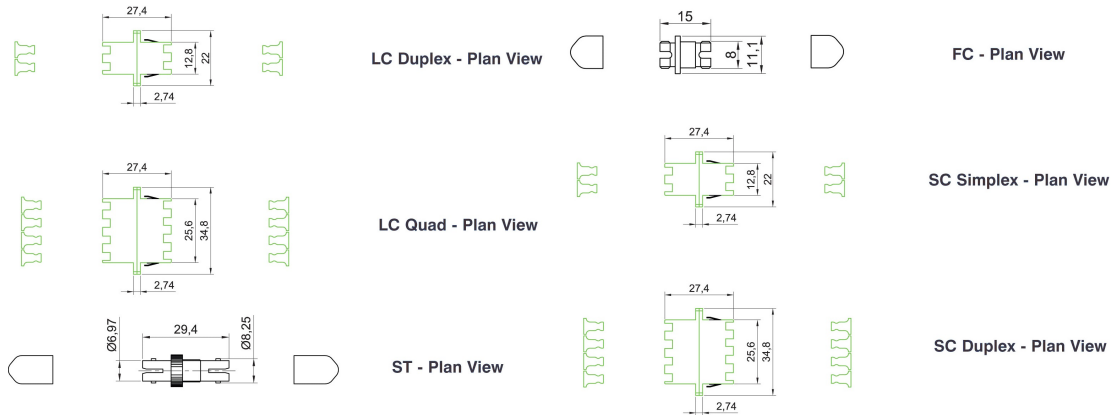 27,4
12,8
22
2,74
LC Duplex - Plan View
15
8
11,1
FC - Plan View
27,4
25,6
34,8
2,74
LC Quad - Plan View
27,4
12,8
22
2,74
SC Simplex - Plan View
Ø6,97
29,4
Ø8,25
ST - Plan View
27,4
25,6
34,8
2,74
SC Duplex - Plan View